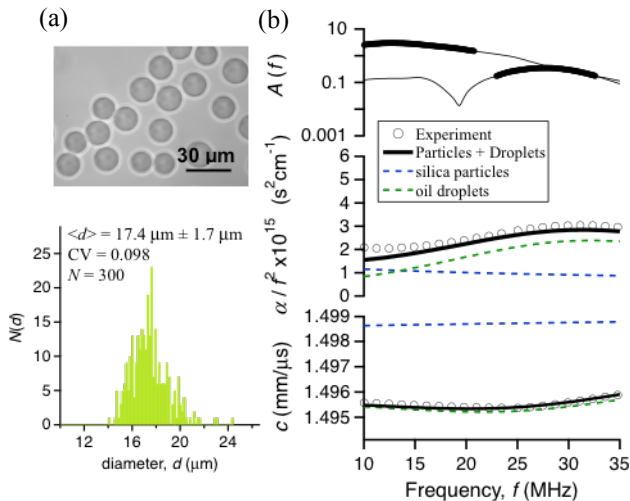 (a)
30 μm
<d> = 17.4 μm ± 1.7 μm
CV = 0.098
N = 300
N(d)
25
20
15
10
5
0
12
16
20
24
diameter, d (μm)
(b)
A (f)
10
0.1
0.001
Experiment
Particles + Droplets
silica particles
oil droplets
α / f² x10¹⁵ (s²cm⁻¹)
6
5
4
3
2
1
0
c (mm/μs)
1.499
1.498
1.497
1.496
1.495
10
15
20
25
30
35
Frequency, f (MHz)